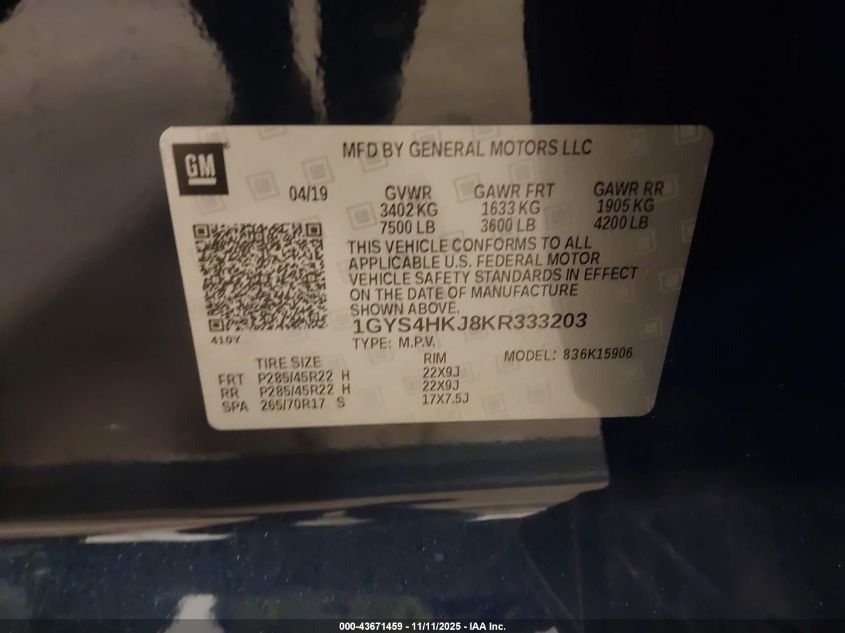 MFD BY GENERAL MOTORS LLC
GM
04/19 GVWR GAWR FRT GAWR RR
3402 KG 1633 KG 1905 KG
7500 LB 3600 LB 4200 LB
THIS VEHICLE CONFORMS TO ALL
APPLICABLE U.S. FEDERAL MOTOR
VEHICLE SAFETY STANDARDS IN EFFECT
ON THE DATE OF MANUFACTURE
SHOWN ABOVE.
1GYS4HKJ8KR333203
419Y
TYPE: M.P.V. MODEL: 836K15906
TIRE SIZE RIM
FRT P285/45R22 H 22X9J
RR P285/45R22 H 22X9J
SPA 265/70R17 S 17X7.5J
000-43671459 - 11/11/2025 - IAA Inc.